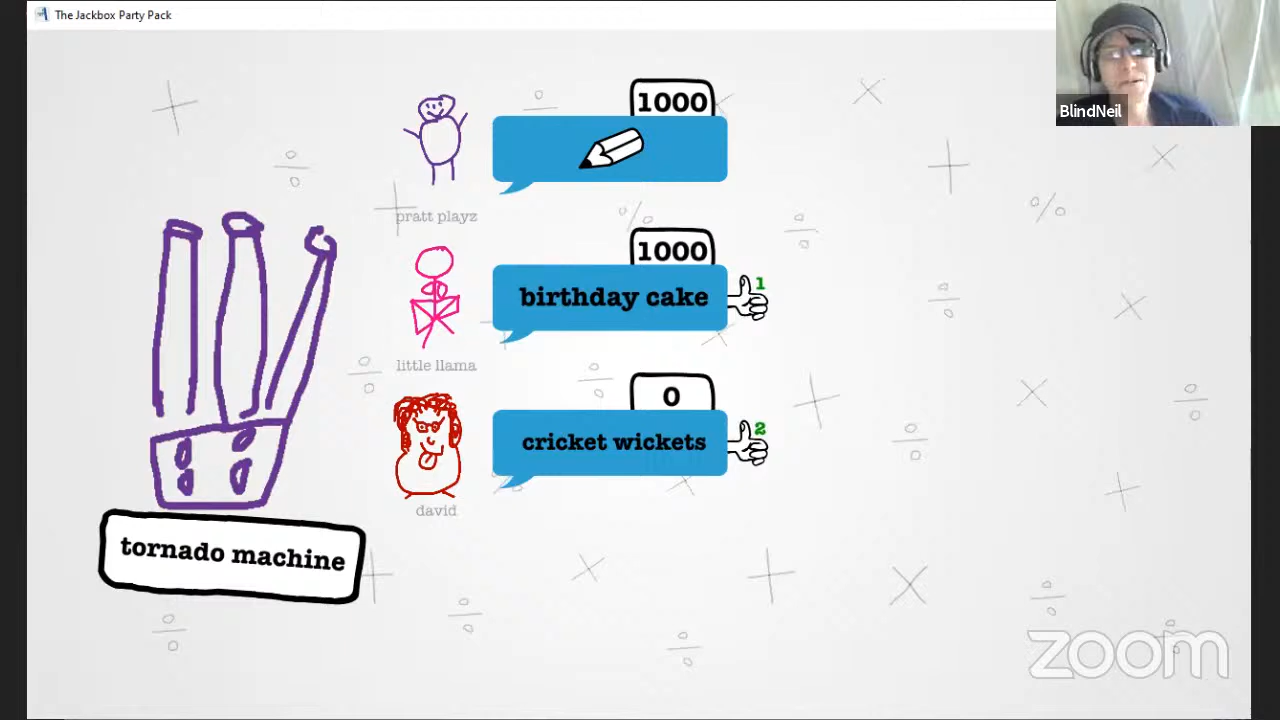 The Jackbox Party Pack
BlindNeil
1000
pratt playz
1000
birthday cake
1
little llama
0
cricket wickets
2
david
tornado machine
zoom